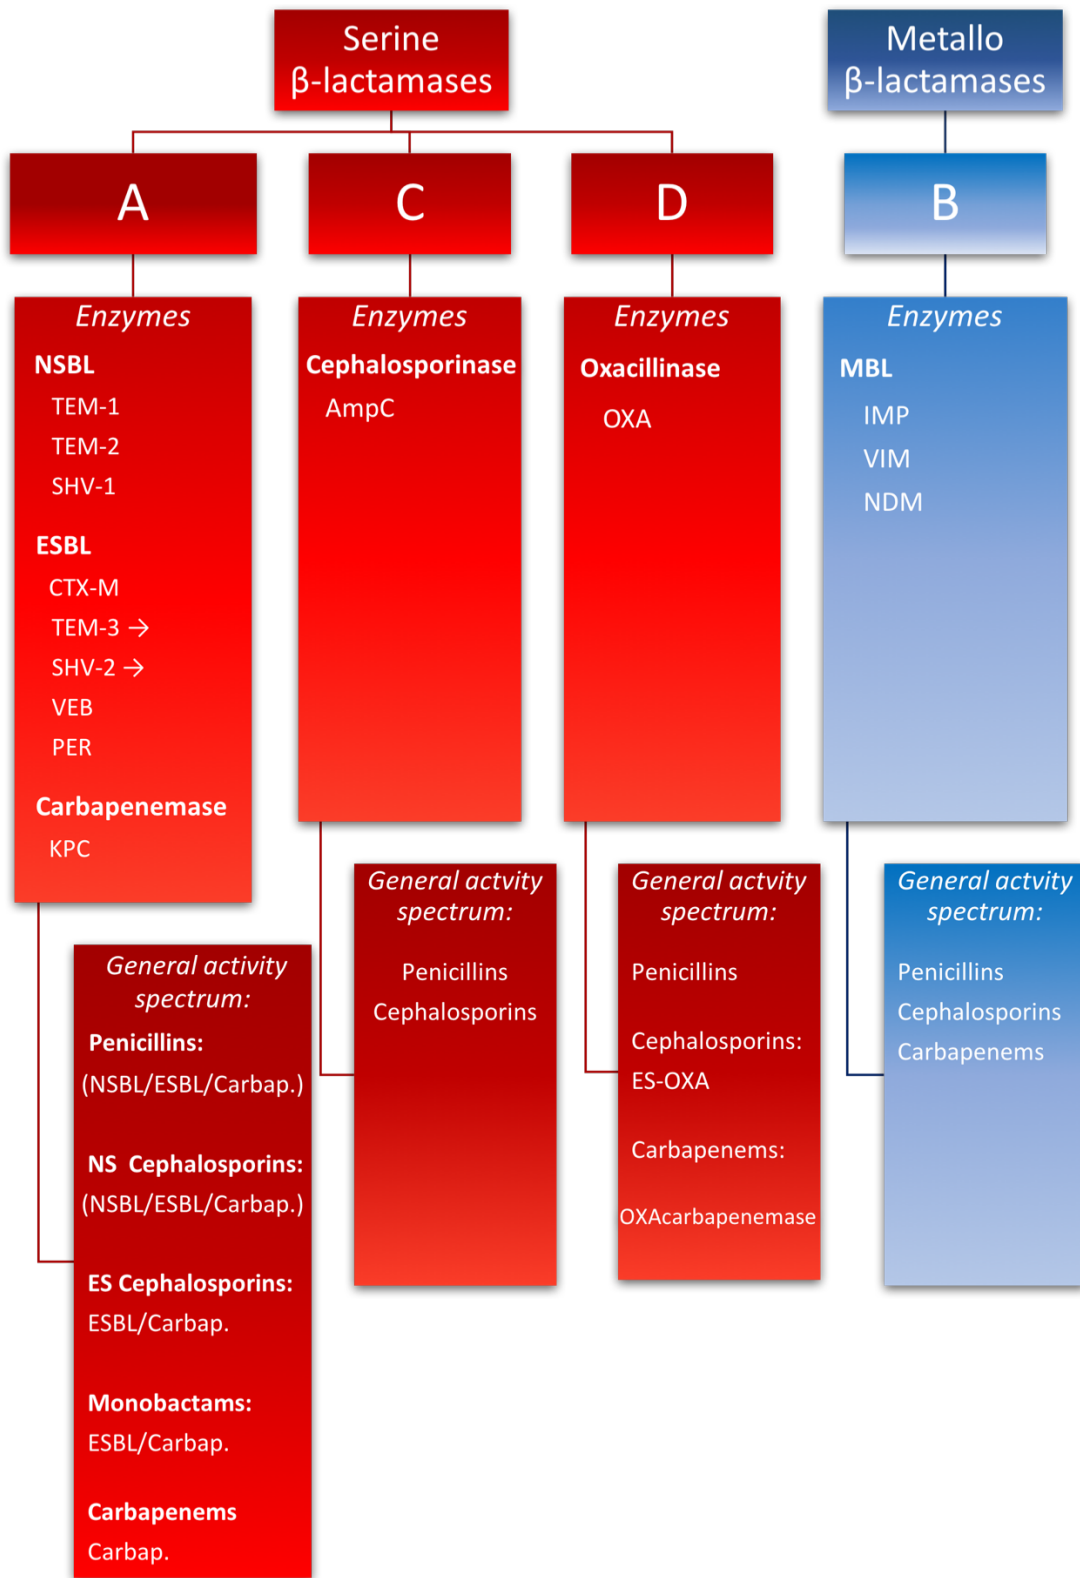 Serine
β-lactamases
Metallo
β-lactamases
A
C
D
B
Enzymes
NSBL
TEM-1
TEM-2
SHV-1
ESBL
CTX-M
TEM-3 →
SHV-2 →
VEB
PER
Carbapenemase
KPC
General activity
spectrum:
Penicillins:
(NSBL/ESBL/Carbap.)
NS Cephalosporins:
(NSBL/ESBL/Carbap.)
ES Cephalosporins:
ESBL/Carbap.
Monobactams:
ESBL/Carbap.
Carbapenems
Carbap.
Enzymes
Cephalosporinase
AmpC
General actvity
spectrum:
Penicillins
Cephalosporins
Enzymes
Oxacillinase
OXA
General actvity
spectrum:
Penicillins
Cephalosporins:
ES-OXA
Carbapenems:
OXAcarbapenemase
Enzymes
MBL
IMP
VIM
NDM
General actvity
spectrum:
Penicillins
Cephalosporins
Carbapenems